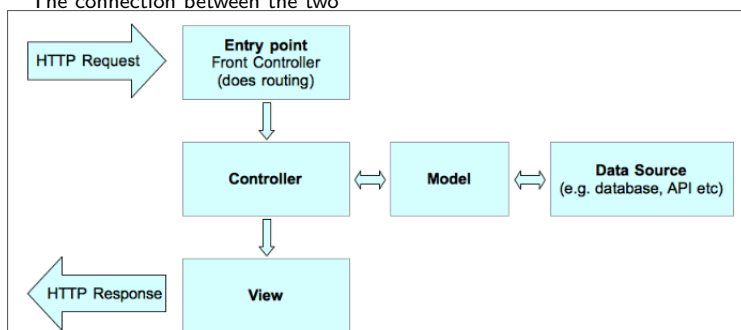 The connection between the two
HTTP Request
Entry point
Front Controller
(does routing)
Controller
Model
Data Source
(e.g. database, API etc)
HTTP Response
View